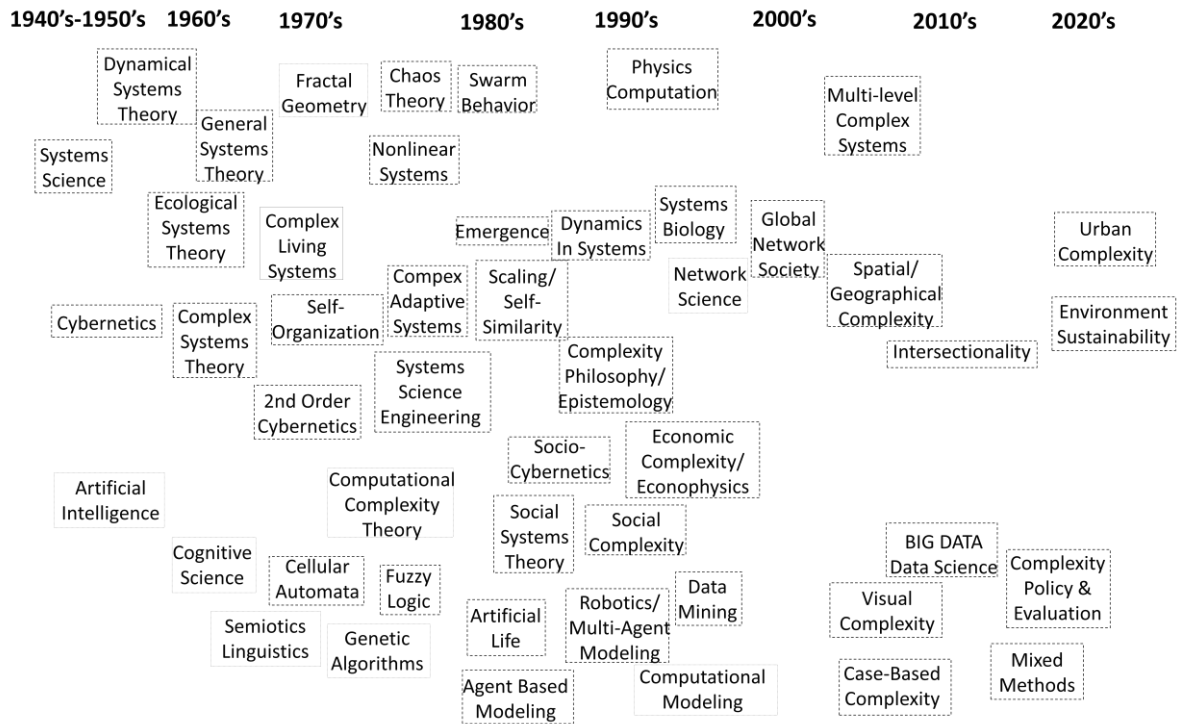 1940's-1950's 1960's 1970's 1980's 1990's 2000's 2010's 2020's
Dynamical
Systems
Theory
Fractal
Geometry
Chaos
Theory
Swarm
Behavior
Physics
Computation
Multi-level
Complex
Systems
General
Systems
Theory
Systems
Science
Nonlinear
Systems
Ecological
Systems
Theory
Complex
Living
Systems
Emergence
Dynamics
In Systems
Systems
Biology
Global
Network
Society
Urban
Complexity
Compex
Adaptive
Systems
Scaling/
Self-
Similarity
Network
Science
Spatial/
Geographical
Complexity
Cybernetics
Complex
Systems
Theory
Self-
Organization
Environment
Sustainability
Intersectionality
Systems
Science
Engineering
Complexity
Philosophy/
Epistemology
2nd Order
Cybernetics
Socio-
Cybernetics
Economic
Complexity/
Econophysics
Artificial
Intelligence
Computational
Complexity
Theory
Social
Systems
Theory
Social
Complexity
BIG DATA
Data Science
Complexity
Policy &
Evaluation
Cognitive
Science
Cellular
Automata
Fuzzy
Logic
Data
Mining
Visual
Complexity
Semiotics
Linguistics
Genetic
Algorithms
Artificial
Life
Robotics/
Multi-Agent
Modeling
Agent Based
Modeling
Computational
Modeling
Case-Based
Complexity
Mixed
Methods